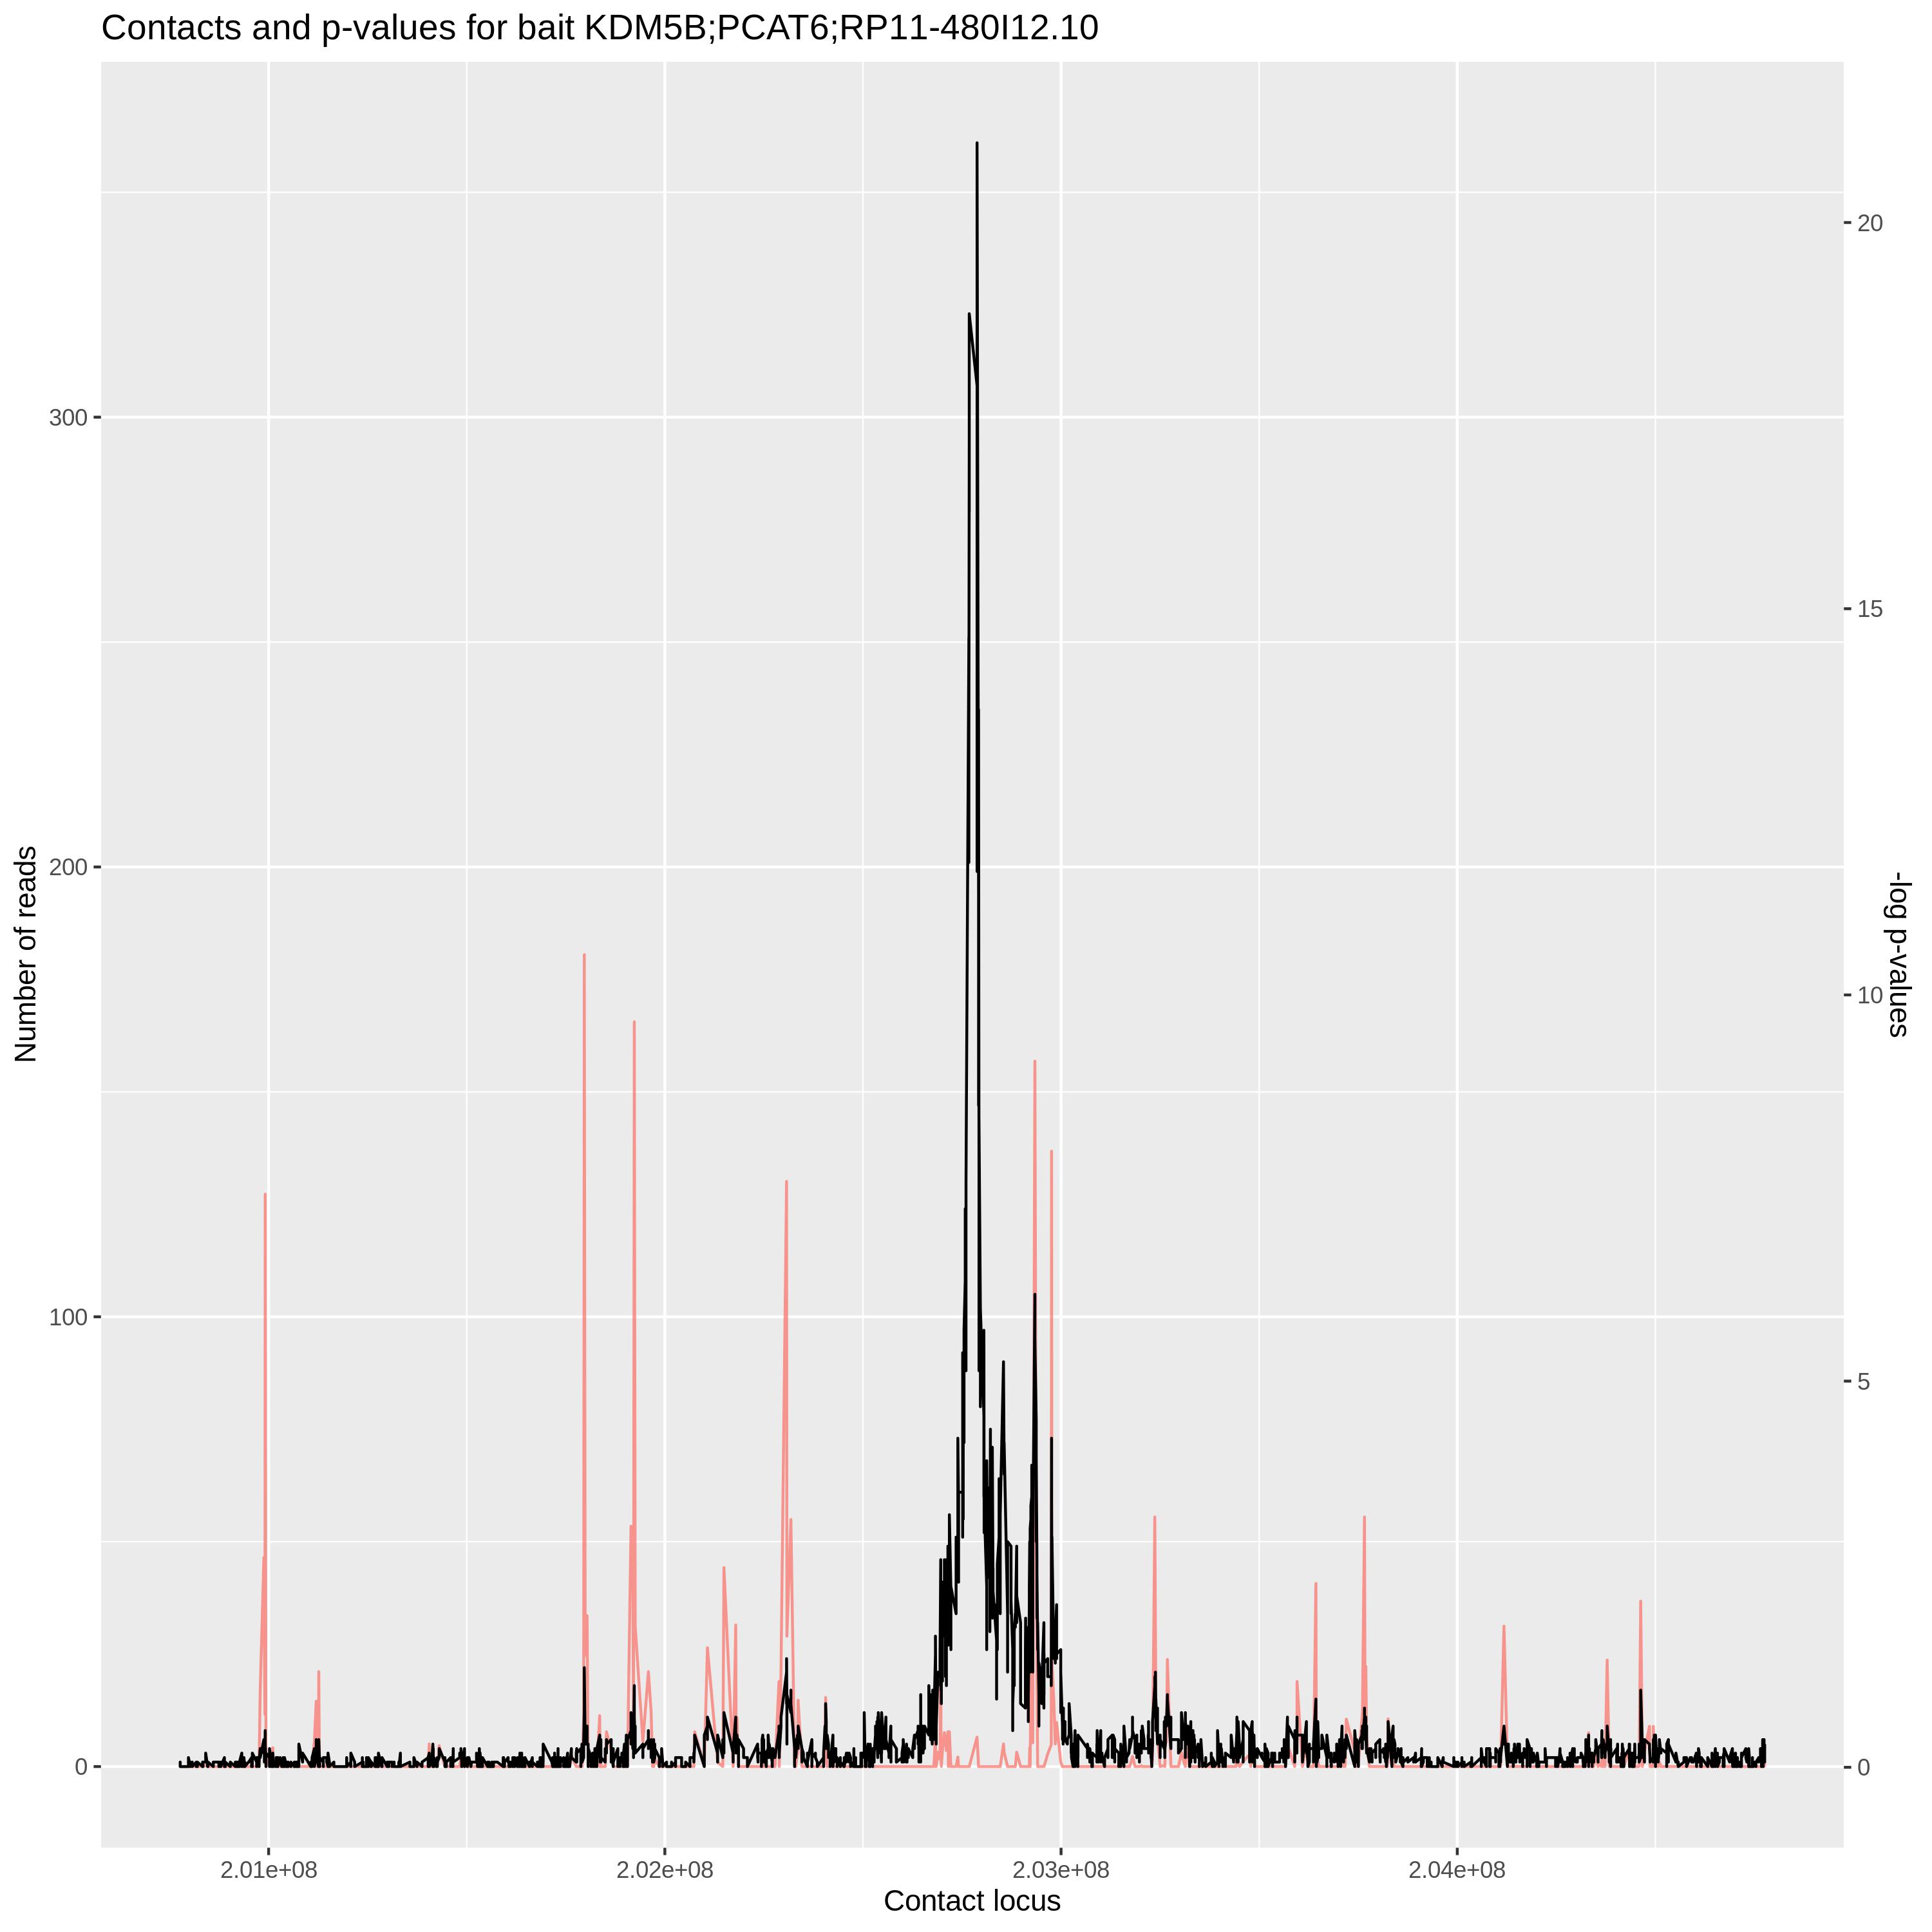 Contacts and p-values for bait KDM5B;PCAT6;RP11-480I12.10
Number of reads
300
200
100
0
20
15
10
5
0
-log p-values
2.01e+08
2.02e+08
2.03e+08
2.04e+08
Contact locus